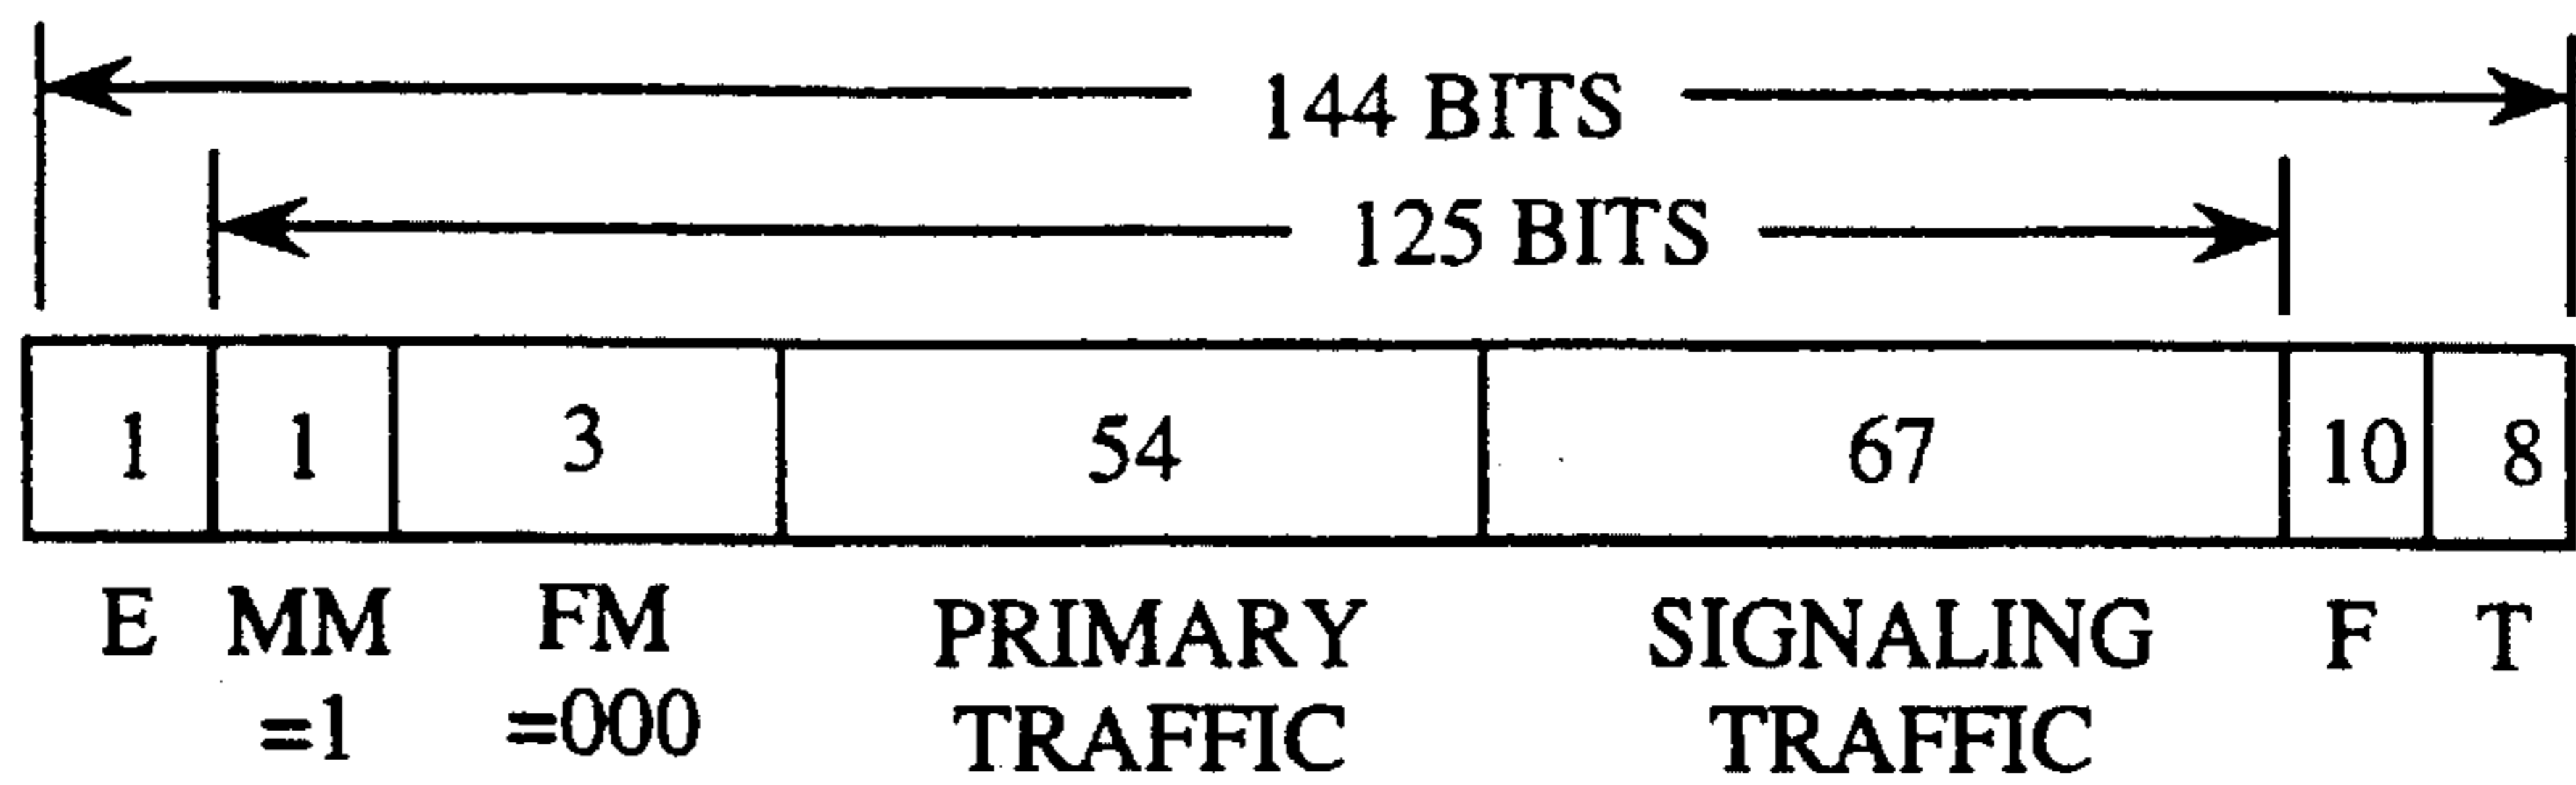 144 BITS
125 BITS
1 1 3 54 67 10 8
E MM FM PRIMARY SIGNALING F T
=1 =000 TRAFFIC TRAFFIC